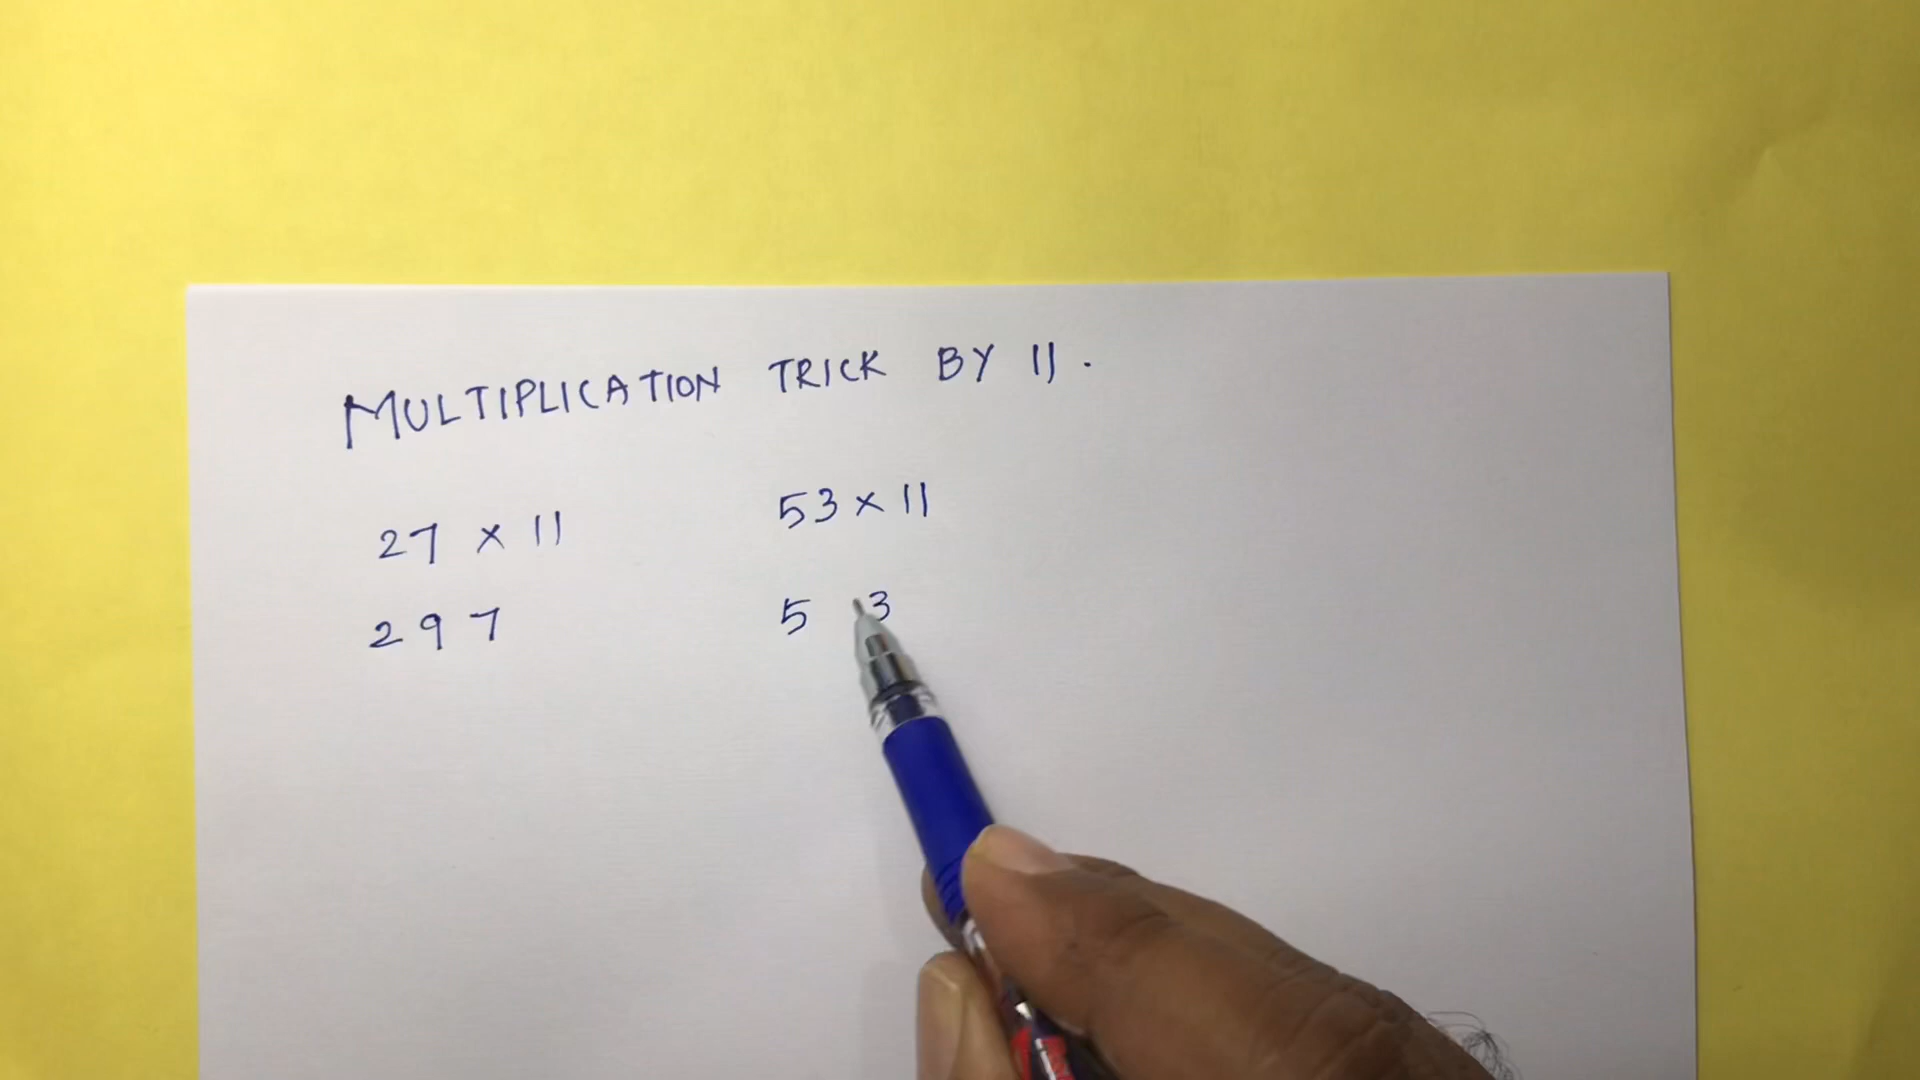 MULTIPLICATION TRICK BY 11.
27 x 11
297
53 x 11
5 3